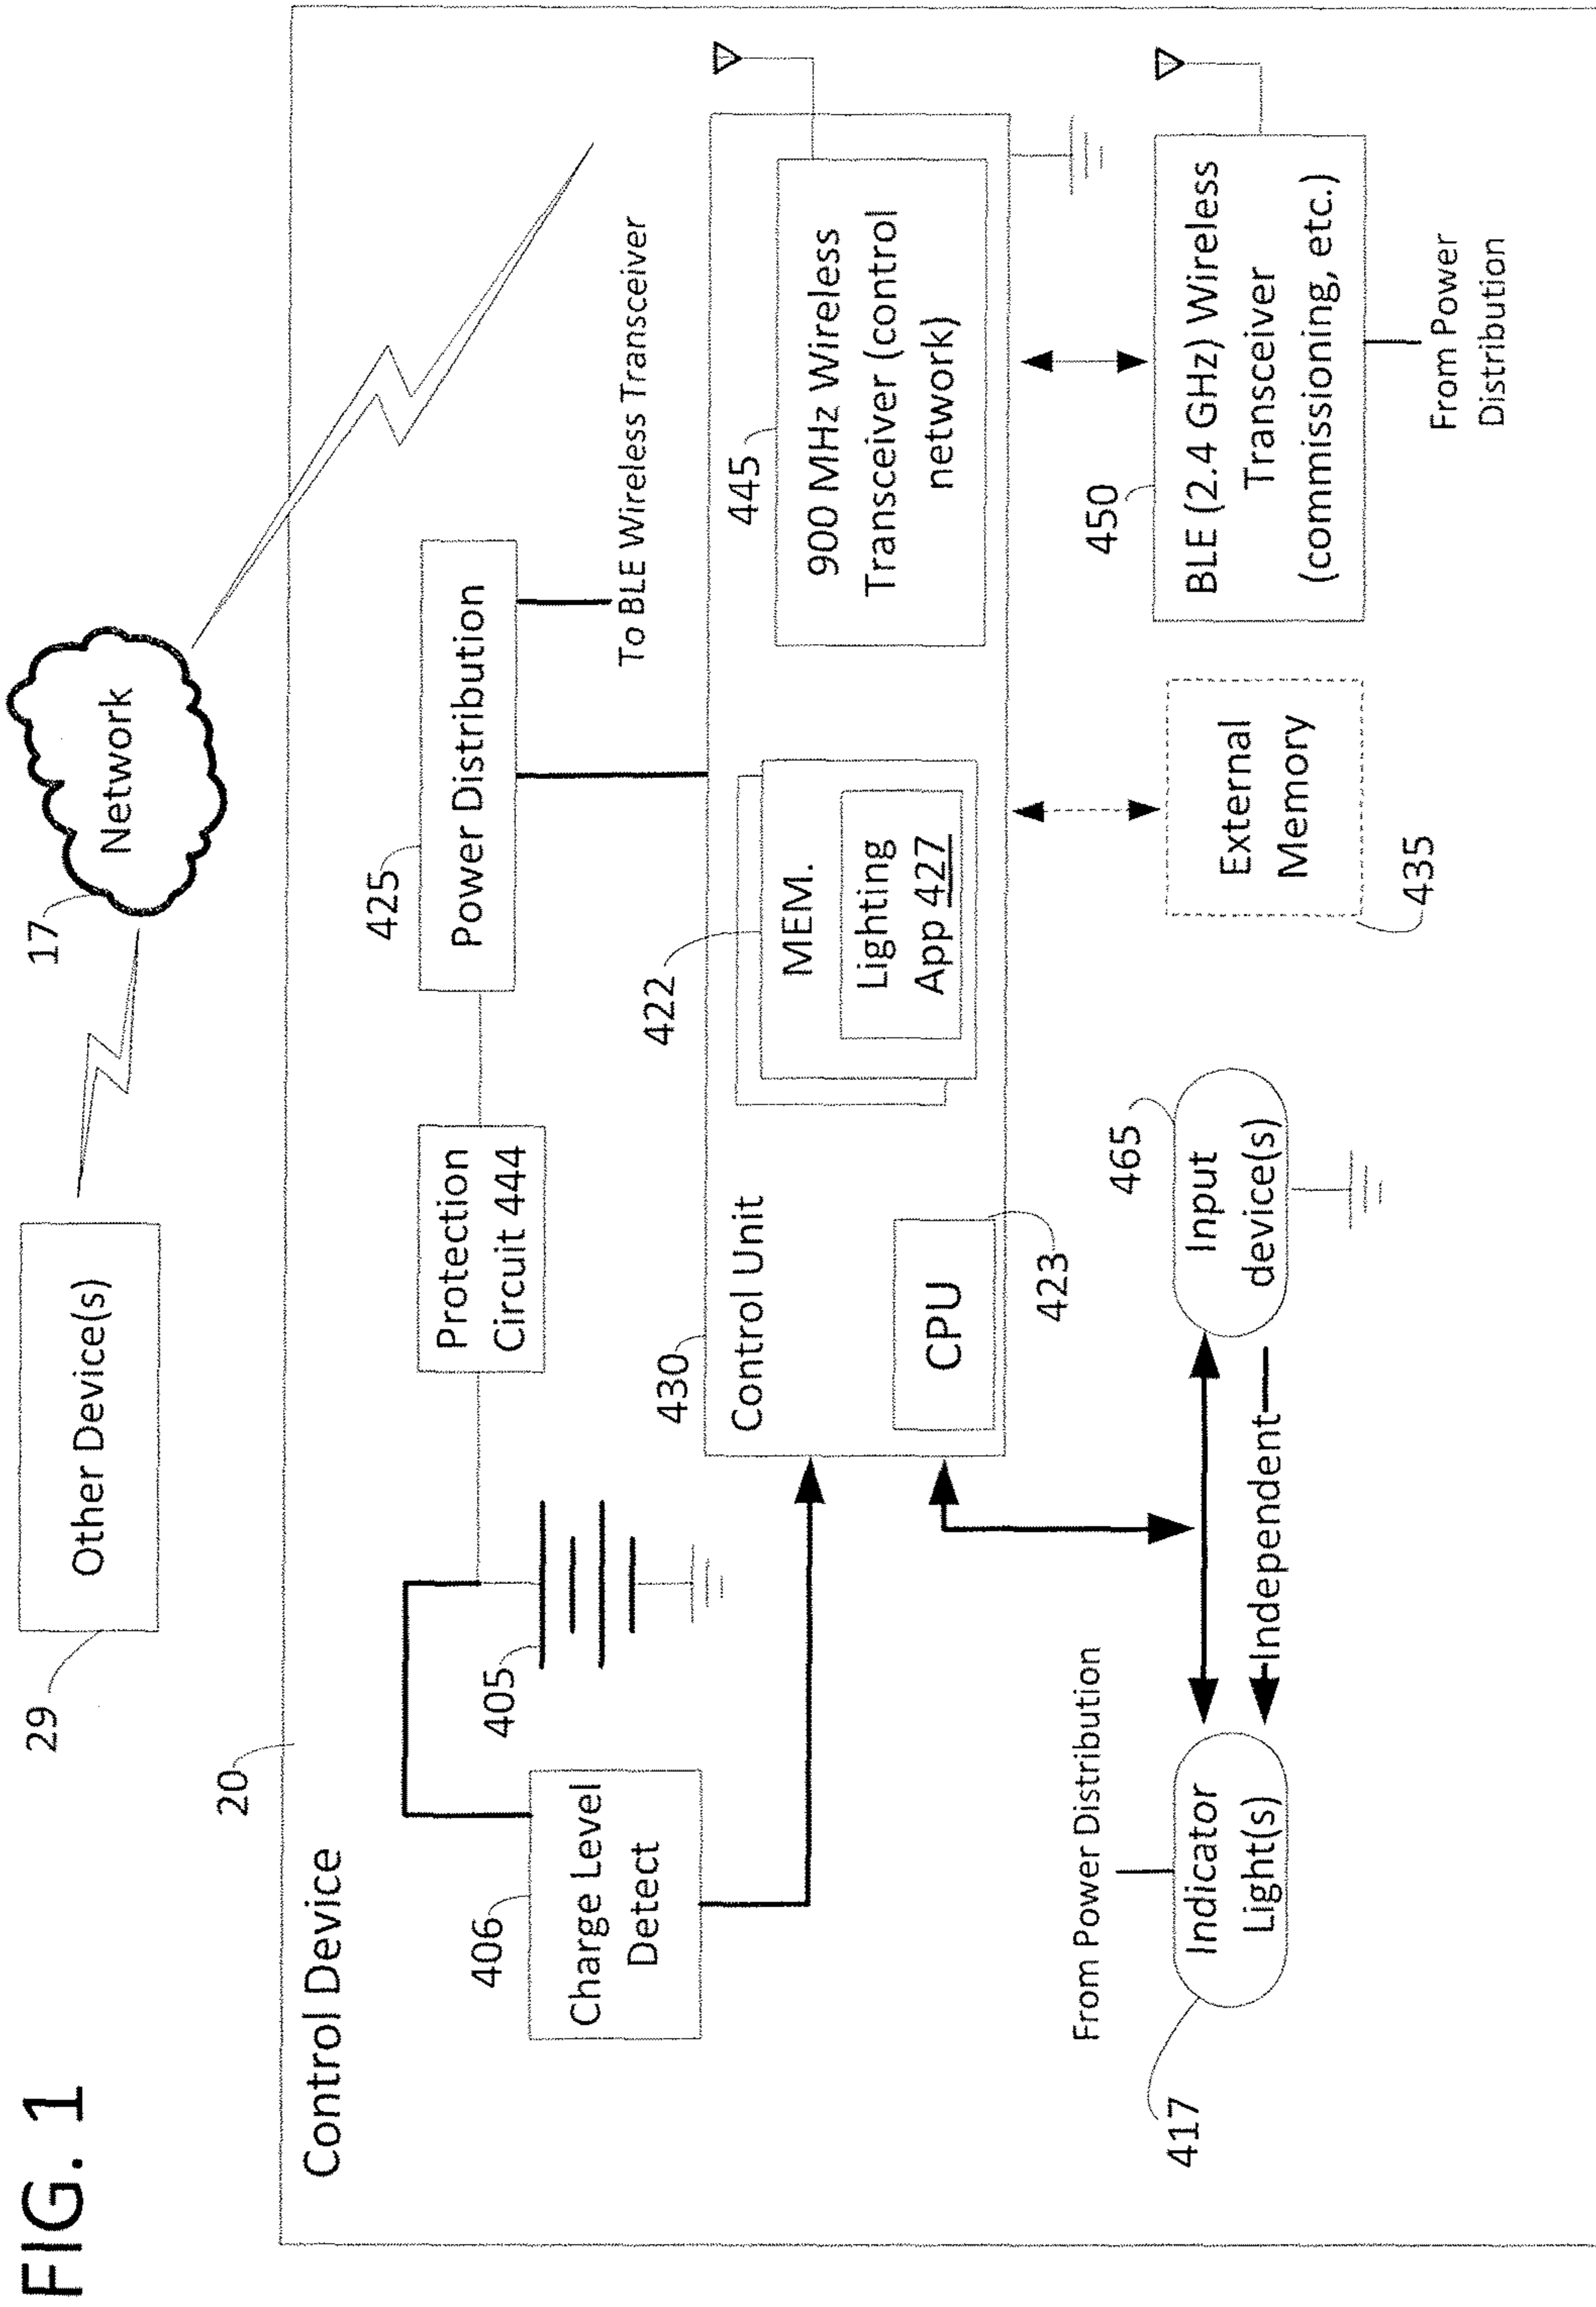 FIG. 1
29
Other Device(s)
17
Network
20
Control Device
406
Charge Level
Detect
405
Protection
Circuit 444
425
Power Distribution
To BLE Wireless Transceiver
430
Control Unit
CPU
423
422
MEM.
Lighting
App 427
445
900 MHz Wireless
Transceiver (control
network)
From Power Distribution
417
Indicator
Light(s)
Independent
465
Input
device(s)
External
Memory
435
450
BLE (2.4 GHz) Wireless
Transceiver
(commissioning, etc.)
From Power
Distribution